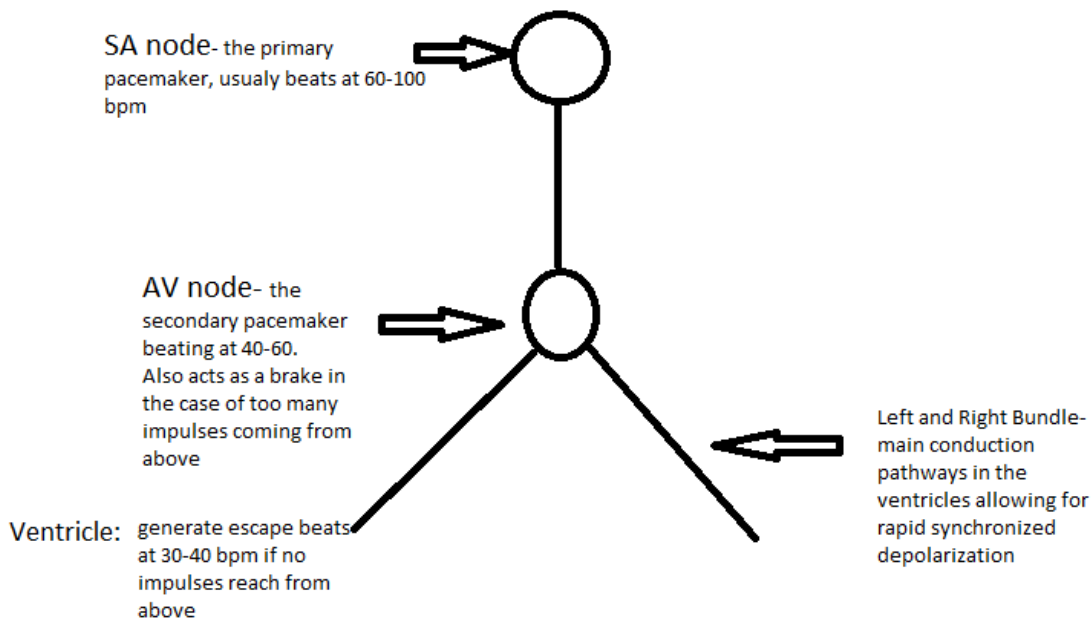 SA node- the primary
pacemaker, usualy beats at 60-100
bpm
AV node- the
secondary pacemaker
beating at 40-60.
Also acts as a brake in
the case of too many
impulses coming from
above
Left and Right Bundle-
main conduction
pathways in the
ventricles allowing for
rapid synchronized
depolarization
Ventricle: generate escape beats
at 30-40 bpm if no
impulses reach from
above